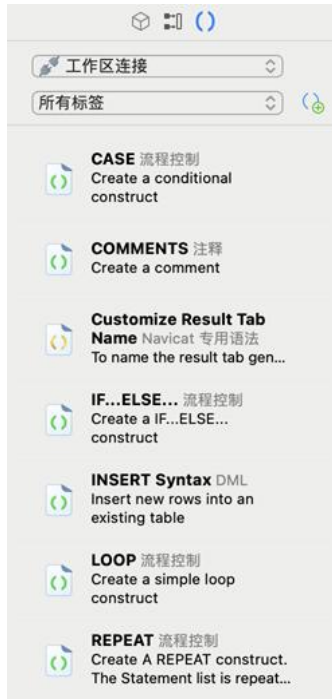 工作区连接
所有标签
CASE 流程控制
Create a conditional
construct
COMMENTS 注释
Create a comment
Customize Result Tab
Name Navicat 专用语法
To name the result tab gen...
IF...ELSE... 流程控制
Create a IF...ELSE...
construct
INSERT Syntax DML
Insert new rows into an
existing table
LOOP 流程控制
Create a simple loop
construct
REPEAT 流程控制
Create A REPEAT construct.
The Statement list is repeat...